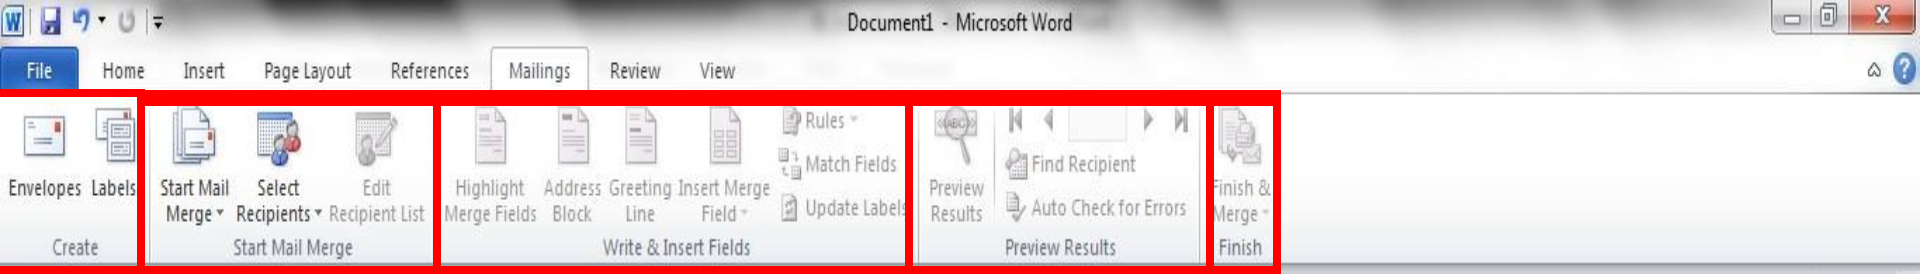 Document1 - Microsoft Word
File Home Insert Page Layout References Mailings Review View
Envelopes Labels
Create
Start Mail Merge
Select Recipients
Edit Recipient List
Start Mail Merge
Highlight Merge Fields
Address Block
Greeting Line
Insert Merge Field
Rules
Match Fields
Update Labels
Write & Insert Fields
ABC
Preview Results
Find Recipient
Auto Check for Errors
Preview Results
Finish & Merge
Finish